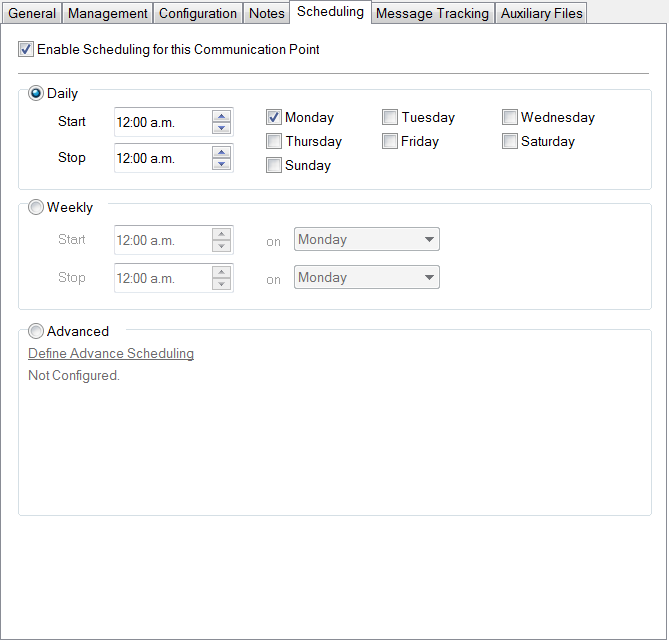 General Management Configuration Notes Scheduling Message Tracking Auxiliary Files
Enable Scheduling for this Communication Point
Daily
Start 12:00 a.m. Monday Tuesday Wednesday
Thursday Friday Saturday
Stop 12:00 a.m. Sunday
Weekly
Start 12:00 a.m. on Monday
Stop 12:00 a.m. on Monday
Advanced
Define Advance Scheduling
Not Configured.